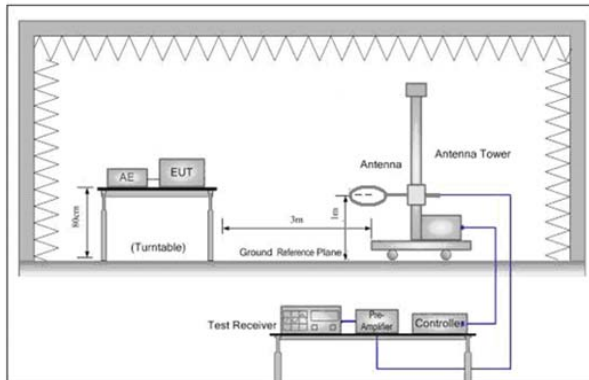 Antenna
Antenna Tower
AE
EUT
80cm
(Turntable)
3m
1m
Ground Reference Plane
Test Receiver
Pre-
Amplifier
Controller